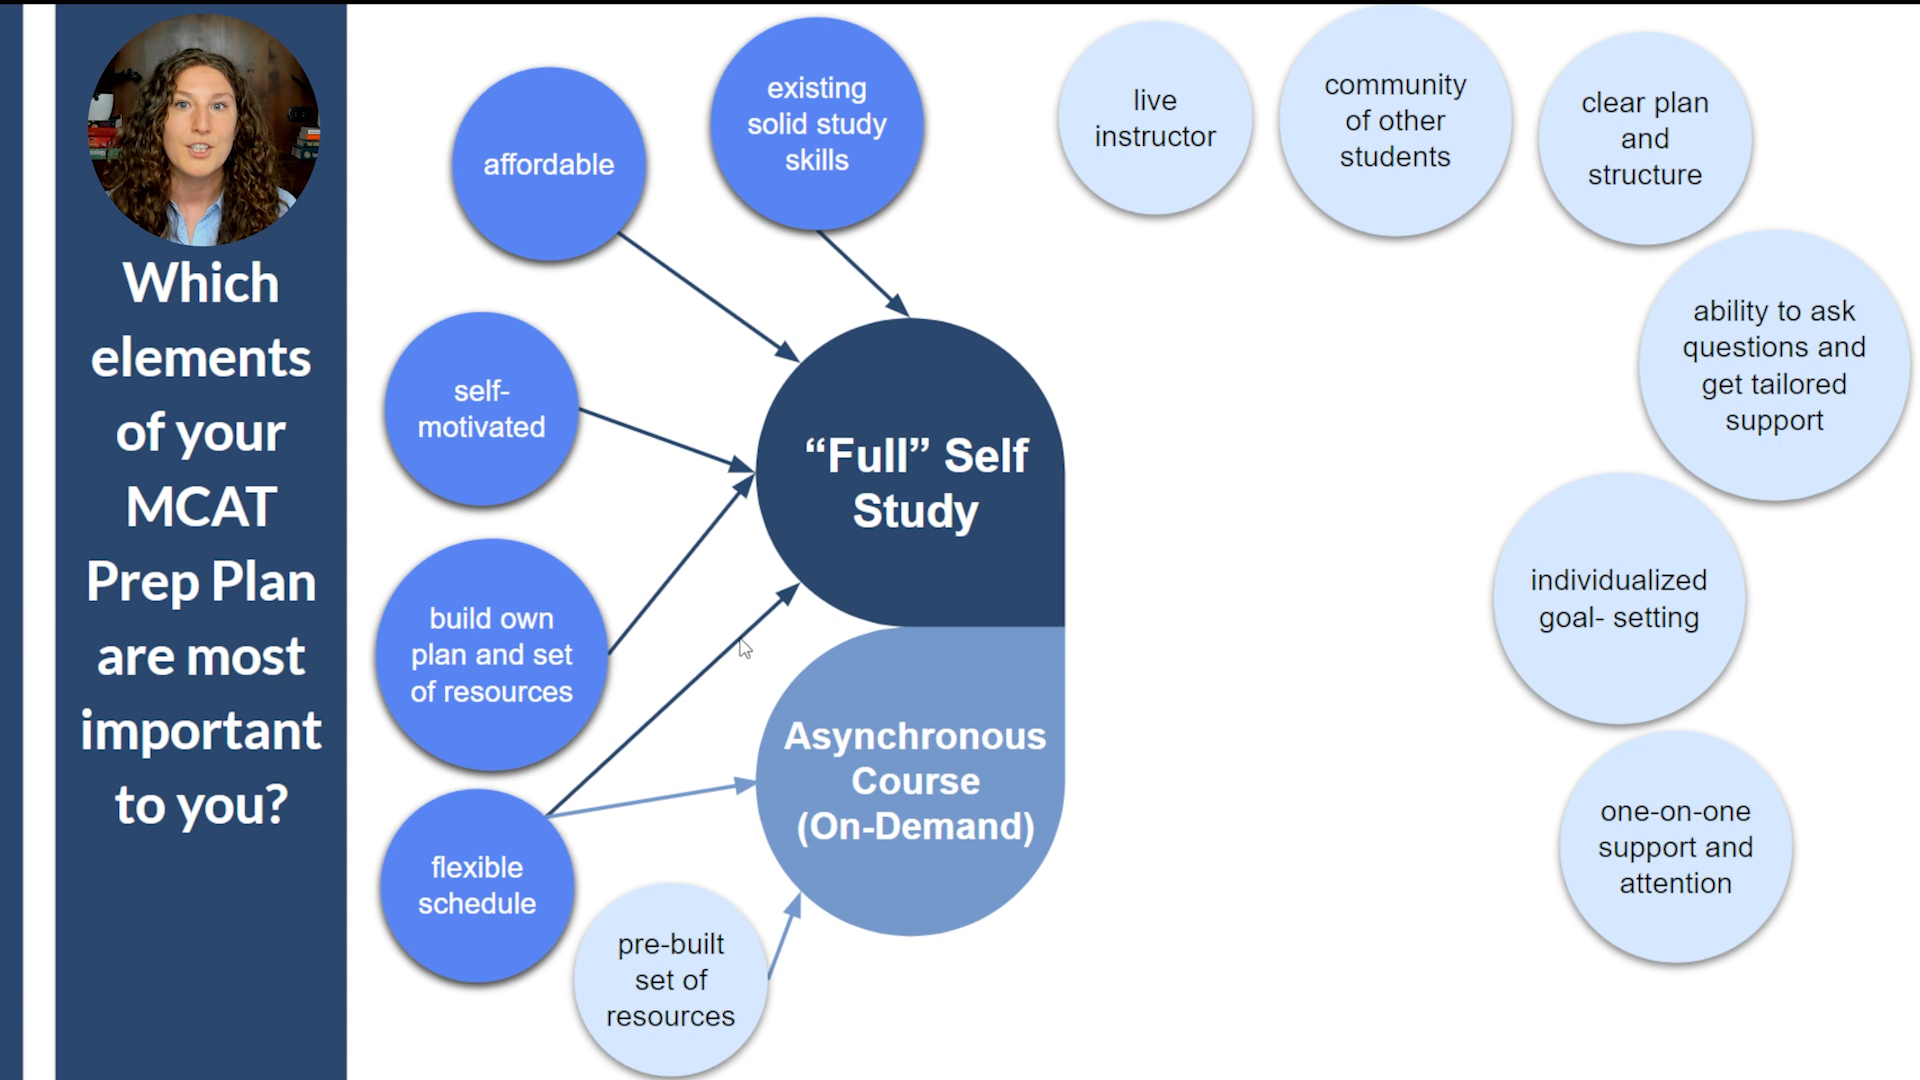 Which
elements
of your
MCAT
Prep Plan
are most
important
to you?
affordable
existing
solid study
skills
self-
motivated
build own
plan and set
of resources
flexible
schedule
pre-built
set of
resources
“Full” Self
Study
Asynchronous
Course
(On-Demand)
live
instructor
community
of other
students
clear plan
and
structure
ability to ask
questions and
get tailored
support
individualized
goal- setting
one-on-one
support and
attention